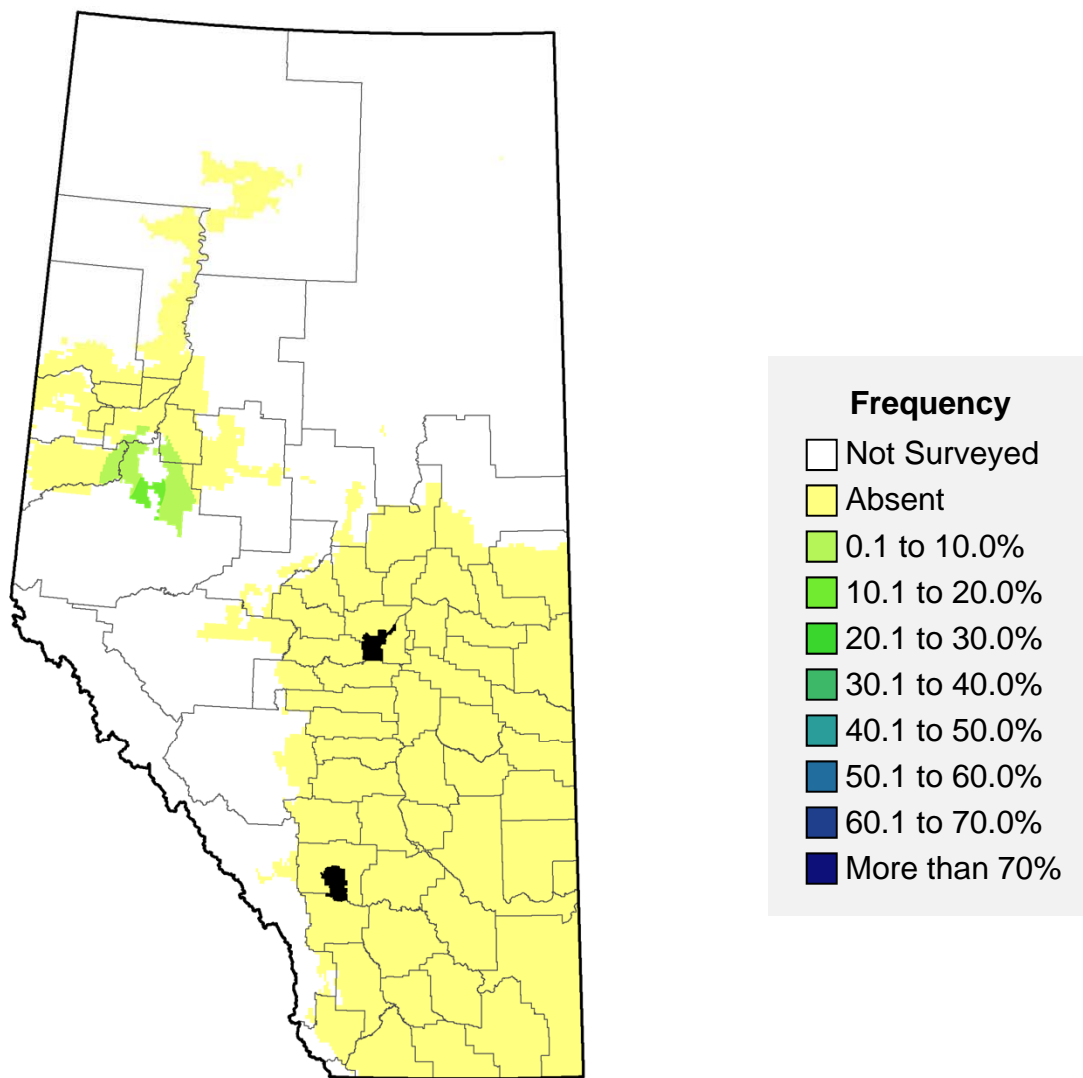 Frequency
Not Surveyed
Absent
0.1 to 10.0%
10.1 to 20.0%
20.1 to 30.0%
30.1 to 40.0%
40.1 to 50.0%
50.1 to 60.0%
60.1 to 70.0%
More than 70%